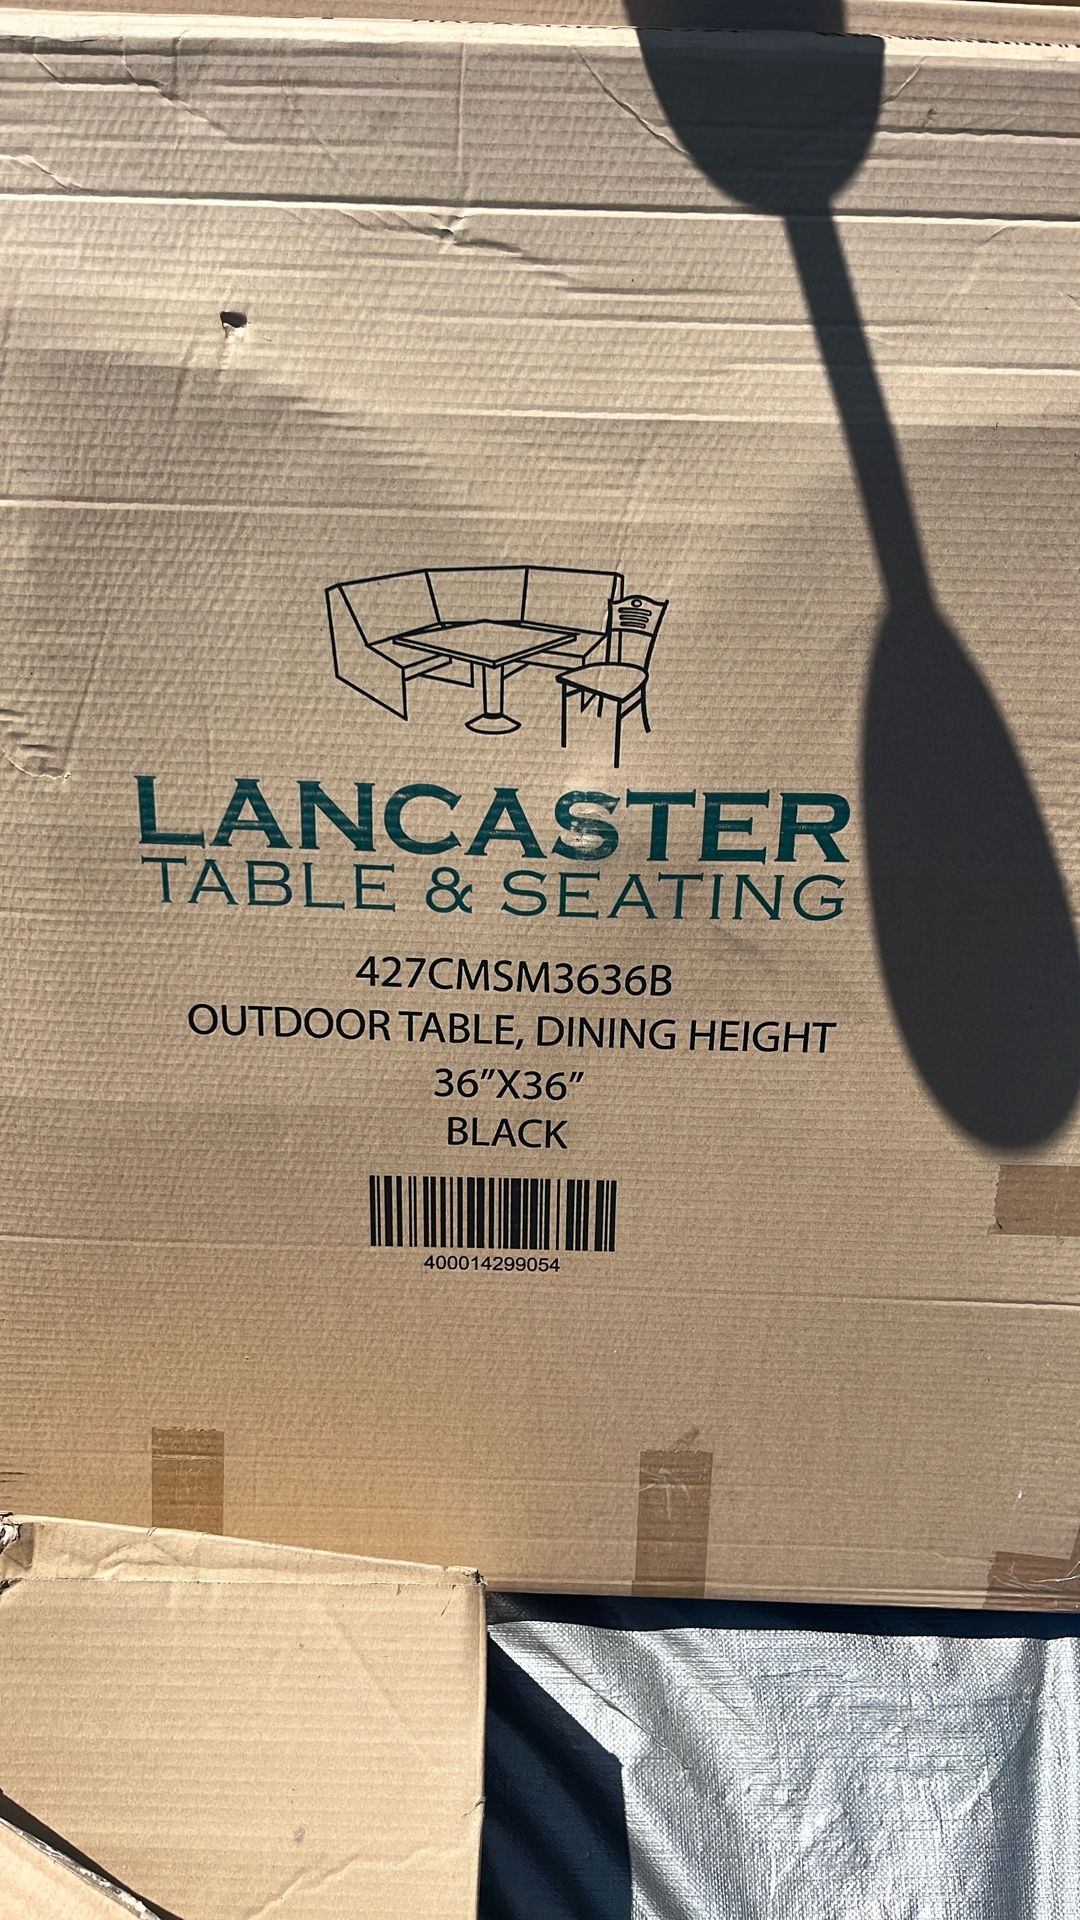 LANCASTER
TABLE & SEATING
427CMSM3636B
OUTDOOR TABLE, DINING HEIGHT
36”X36”
BLACK
400014299054